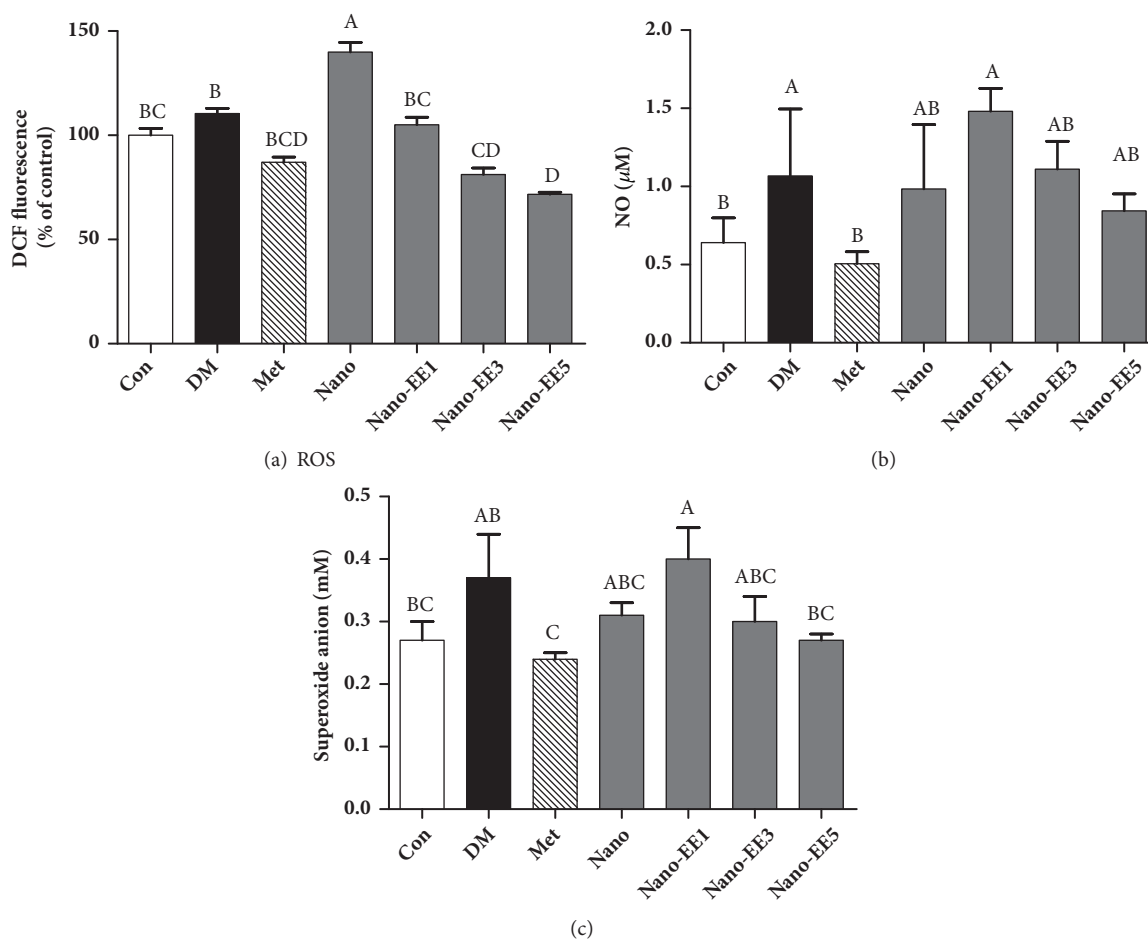 DCF fluorescence
(% of control)
150
100
50
0
BC
B
BCD
A
BC
CD
D
Con
DM
Met
Nano
Nano-EE1
Nano-EE3
Nano-EE5
(a) ROS
NO (μM)
2.0
1.5
1.0
0.5
0.0
B
A
B
AB
A
AB
AB
Con
DM
Met
Nano
Nano-EE1
Nano-EE3
Nano-EE5
(b)
Superoxide anion (mM)
0.5
0.4
0.3
0.2
0.1
0.0
BC
AB
C
ABC
A
ABC
BC
Con
DM
Met
Nano
Nano-EE1
Nano-EE3
Nano-EE5
(c)